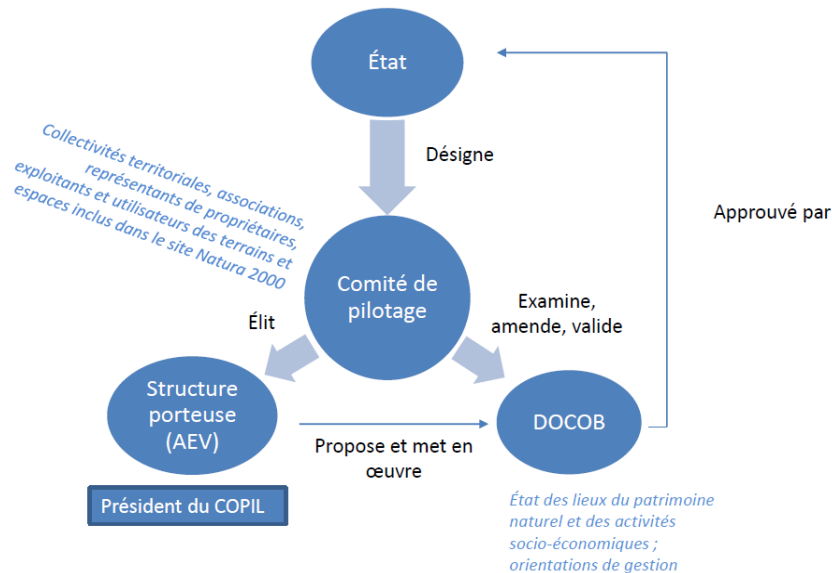 État
Désigne
Collectivités territoriales, associations,
représentants de propriétaires,
exploitants et utilisateurs des terrains et
espaces inclus dans le site Natura 2000
Approuvé par
Comité de
pilotage
Élit
Examine,
amende, valide
Structure
porteuse
(AEV)
Propose et met en
œuvre
DOCOB
Président du COPIL
État des lieux du patrimoine
naturel et des activités
socio-économiques ;
orientations de gestion